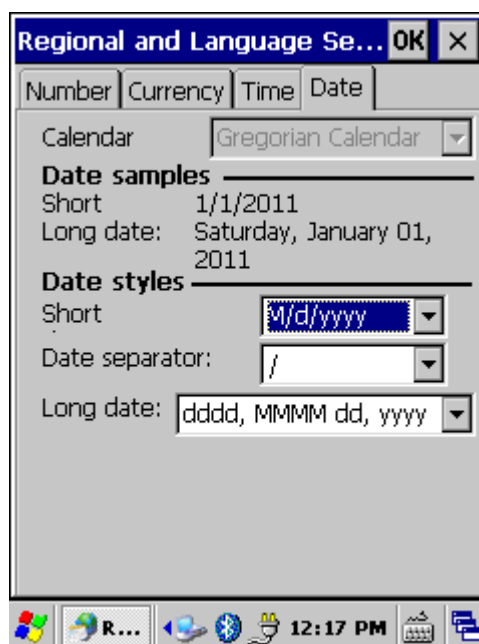 Regional and Language Se... OK ×
Number Currency Time Date
Calendar Gregorian Calendar
Date samples
Short 1/1/2011
Long date: Saturday, January 01,
2011
Date styles
Short M/d/yyyy
Date separator: /
Long date: dddd, MMMM dd, yyyy
R... 12:17 PM